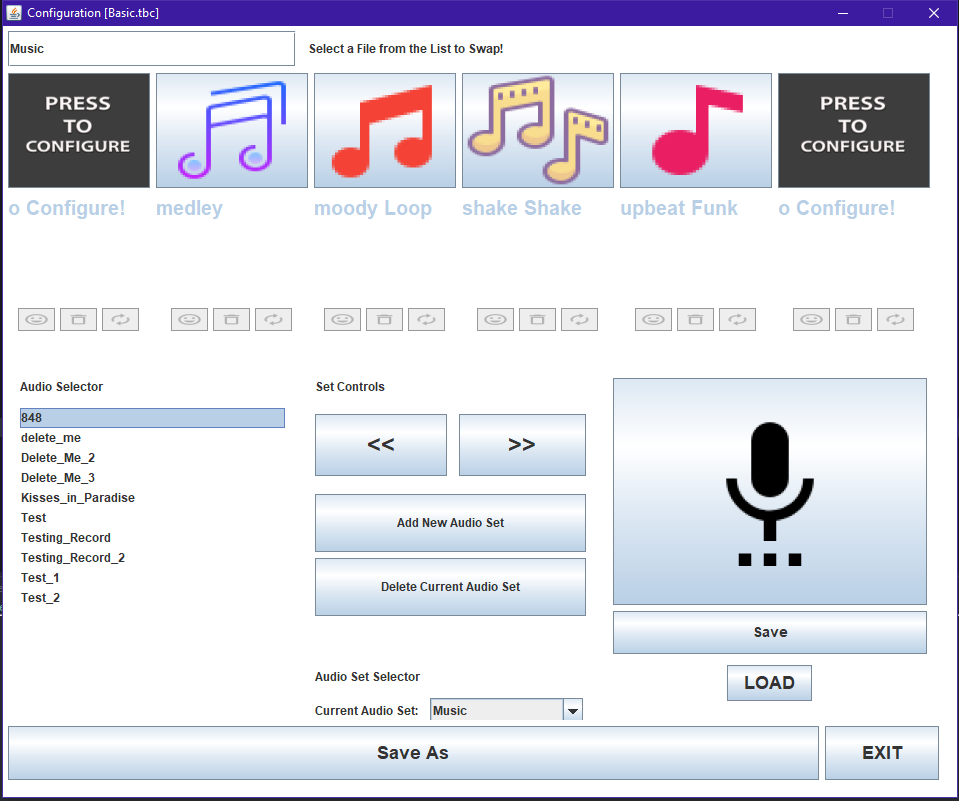 Configuration [Basic.tbc]
Music
Select a File from the List to Swap!
PRESS
TO
CONFIGURE
PRESS
TO
CONFIGURE
o Configure!
medley
moody Loop
shake Shake
upbeat Funk
o Configure!
Audio Selector
848
delete_me
Delete_Me_2
Delete_Me_3
Kisses_in_Paradise
Test
Testing_Record
Testing_Record_2
Test_1
Test_2
Set Controls
<<
>>
Add New Audio Set
Delete Current Audio Set
Audio Set Selector
Current Audio Set: Music
Save
LOAD
Save As
EXIT